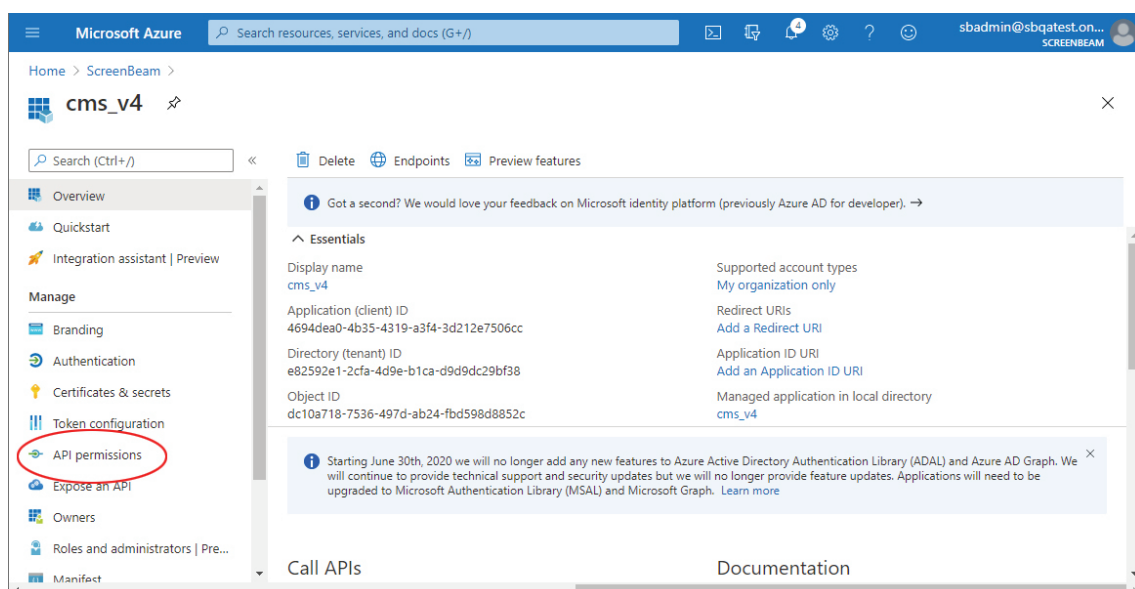 Microsoft Azure
Search resources, services, and docs (G+/)
4
sbadmin@sbqatest.on...
SCREENBEAM
Home > ScreenBeam >
cms_v4
Search (Ctrl+/)
«
Overview
Quickstart
Integration assistant | Preview
Manage
Branding
Authentication
Certificates & secrets
Token configuration
API permissions
Expose an API
Owners
Roles and administrators | Pre...
Manifest
Delete
Endpoints
Preview features
Got a second? We would love your feedback on Microsoft identity platform (previously Azure AD for developer). →
Essentials
Display name
cms_v4
Application (client) ID
4694dea0-4b35-4319-a3f4-3d212e7506cc
Directory (tenant) ID
e82592e1-2cfa-4d9e-b1ca-d9d9dc29bf38
Object ID
dc10a718-7536-497d-ab24-fbd598d8852c
Supported account types
My organization only
Redirect URIs
Add a Redirect URI
Application ID URI
Add an Application ID URI
Managed application in local directory
cms_v4
Starting June 30th, 2020 we will no longer add any new features to Azure Active Directory Authentication Library (ADAL) and Azure AD Graph. We
will continue to provide technical support and security updates but we will no longer provide feature updates. Applications will need to be
upgraded to Microsoft Authentication Library (MSAL) and Microsoft Graph. Learn more
Call APIs
Documentation